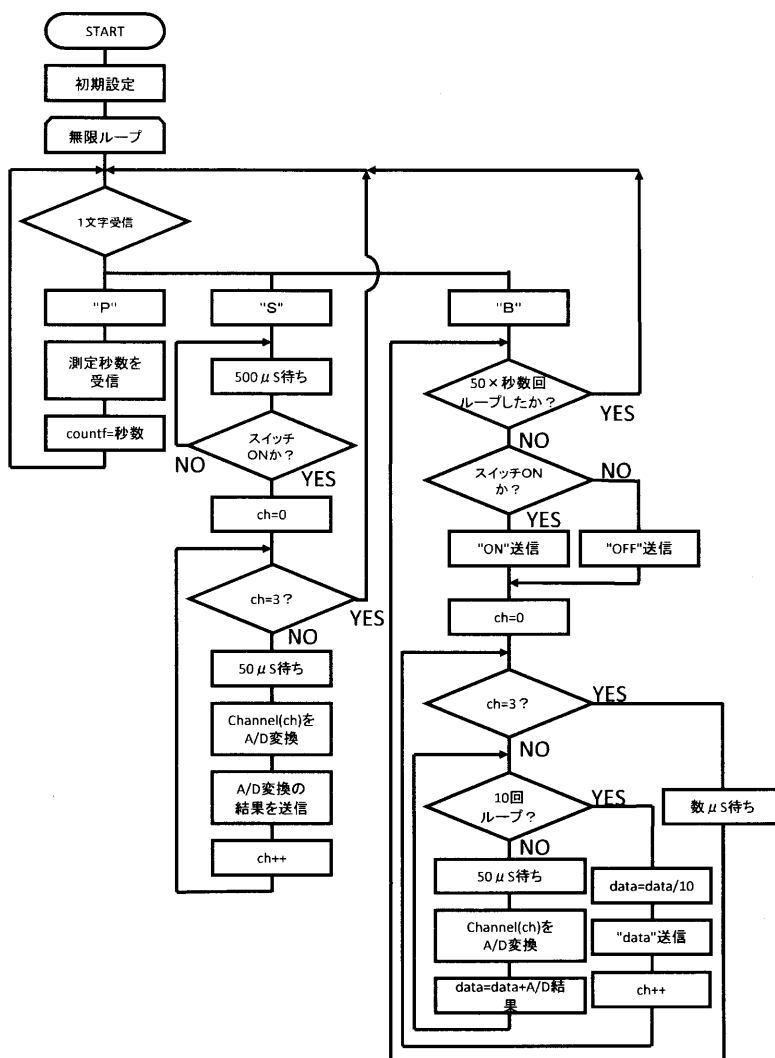 START
初期設定
無限ループ
1文字受信
"P"
測定秒数を
受信
countf=秒数
"S"
500μS待ち
スイッチ
ONか？
NO
YES
ch=0
ch=3？
YES
NO
50μS待ち
Channel(ch)を
A/D変換
A/D変換の
結果を送信
ch++
"B"
50×秒数回
ループしたか？
YES
NO
スイッチON
か？
NO
YES
"ON"送信
"OFF"送信
ch=0
ch=3？
YES
NO
10回
ループ？
YES
NO
50μS待ち
Channel(ch)を
A/D変換
data=data+A/D結
果
data=data/10
"data"送信
ch++
数μS待ち